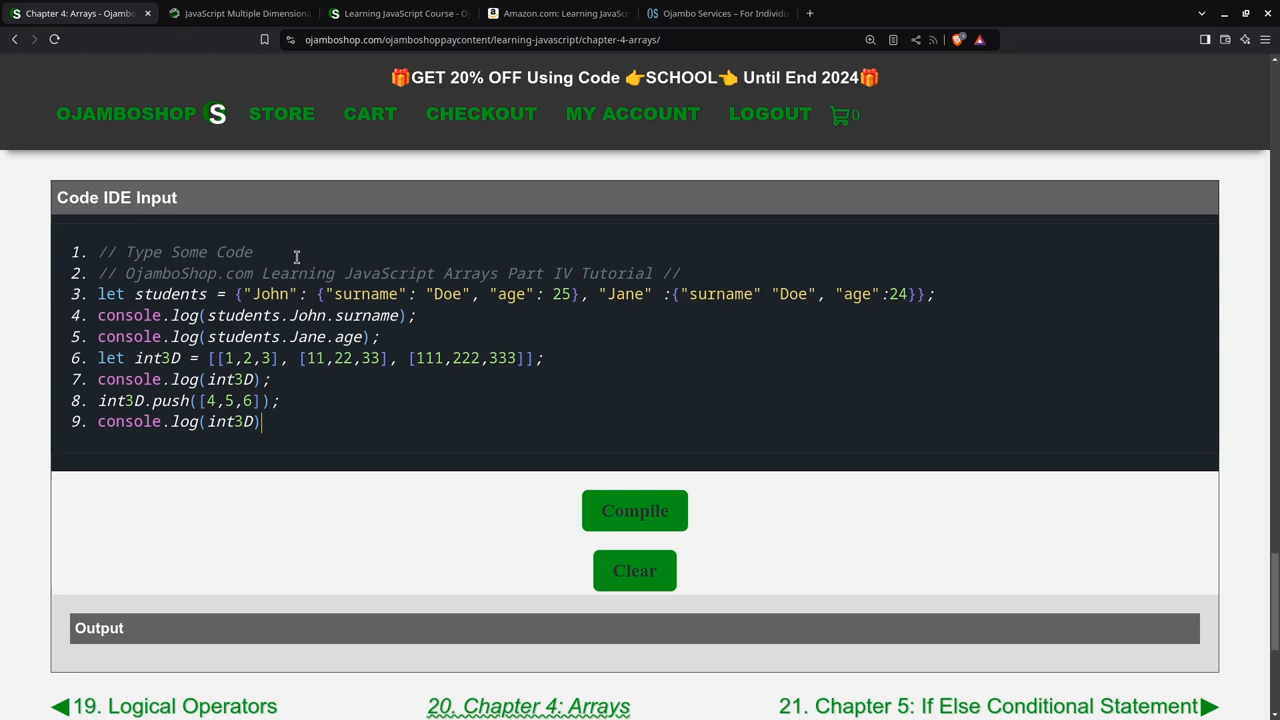 Chapter 4: Arrays - Ojambo
JavaScript Multiple Dimensiona
Learning JavaScript Course - O
Amazon.com: Learning JavaSc
Ojambo Services – For Individu
ojamboshop.com/ojamboshoppaycontent/learning-javascript/chapter-4-arrays/
🎁GET 20% OFF Using Code 👉SCHOOL👈 Until End 2024🎁
OJAMBOSHOP S STORE CART CHECKOUT MY ACCOUNT LOGOUT 0
Code IDE Input
1. // Type Some Code
2. // OjamboShop.com Learning JavaScript Arrays Part IV Tutorial //
3. let students = {"John": {"surname": "Doe", "age": 25}, "Jane" :{"surname" "Doe", "age":24}};
4. console.log(students.John.surname);
5. console.log(students.Jane.age);
6. let int3D = [[1,2,3], [11,22,33], [111,222,333]];
7. console.log(int3D);
8. int3D.push([4,5,6]);
9. console.log(int3D)
Compile
Clear
Output
◀19. Logical Operators
20. Chapter 4: Arrays
21. Chapter 5: If Else Conditional Statement▶